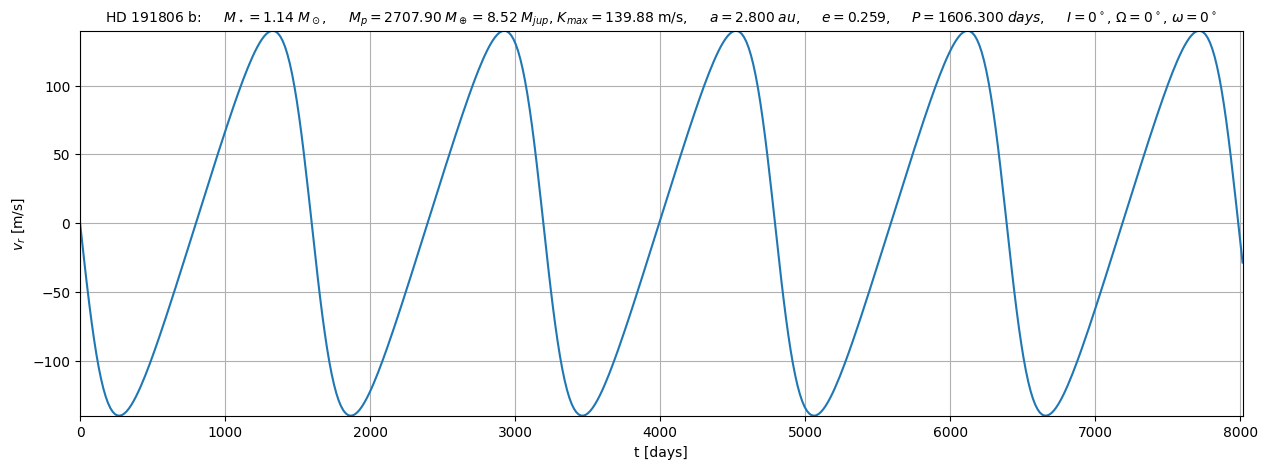 HD 191806 b: M⋆ = 1.14 M⊙, Mp = 2707.90 M⊕ = 8.52 Mjup, Kmax = 139.88 m/s, a = 2.800 au, e = 0.259, P = 1606.300 days, I = 0°, Ω = 0°, ω = 0°
100
50
0
−50
−100
vr [m/s]
0 1000 2000 3000 4000 5000 6000 7000 8000
t [days]